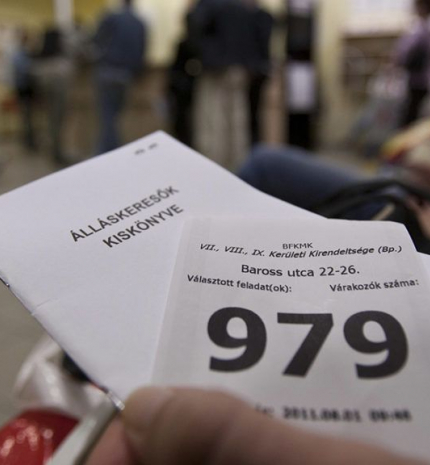 ÁLLÁSKERESŐK
KISKÖNYVE
BFKMK
VII., VIII., IX. Kerületi Kirendeltsége (Bp.)
Baross utca 22-26.
Választott feladat(ok): Várakozók száma:
979
2011.08.01 09:48